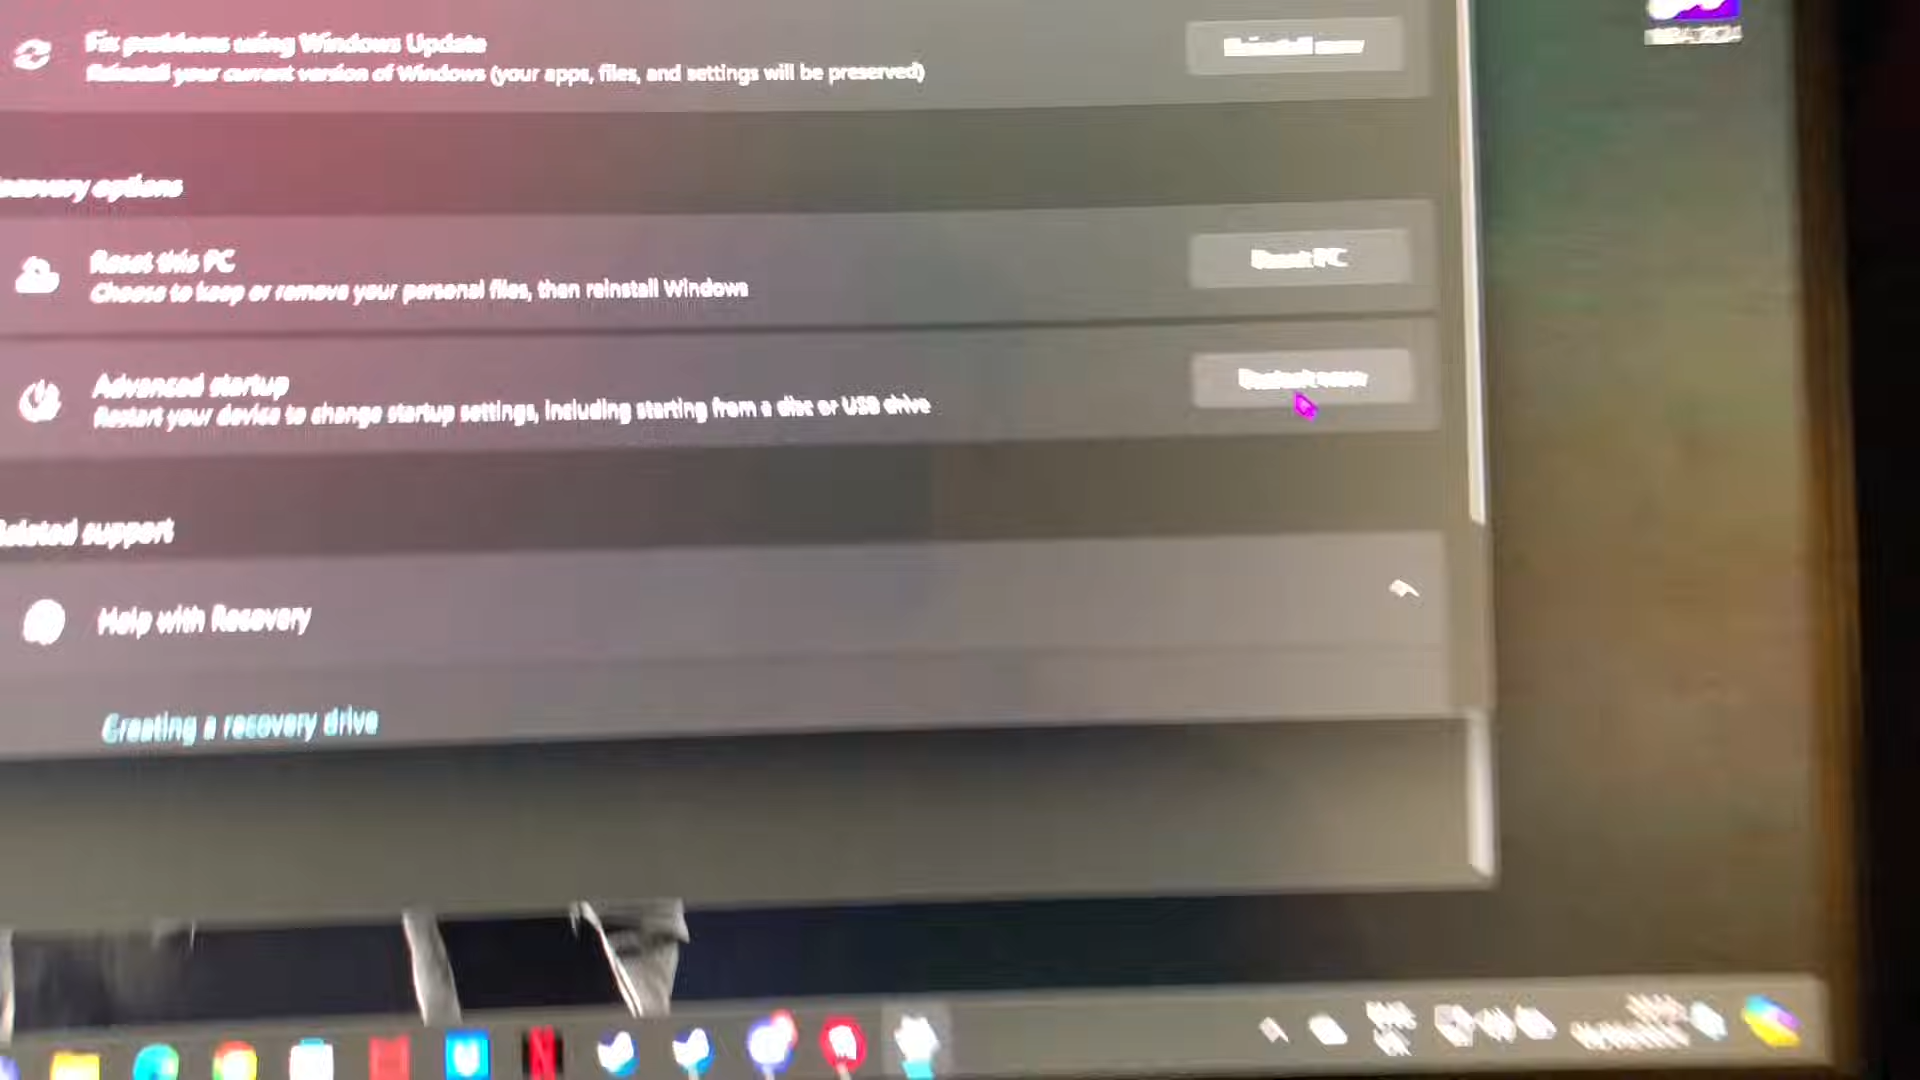 Fix problems using Windows Update
Reinstall now
Reinstall your current version of Windows (your apps, files, and settings will be preserved)
ecovery options
Reset this PC
Reset PC
Choose to keep or remove your personal files, then reinstall Windows
Advanced startup
Restart now
Restart your device to change startup settings, including starting from a disc or USB drive
Related support
Help with Recovery
Creating a recovery drive